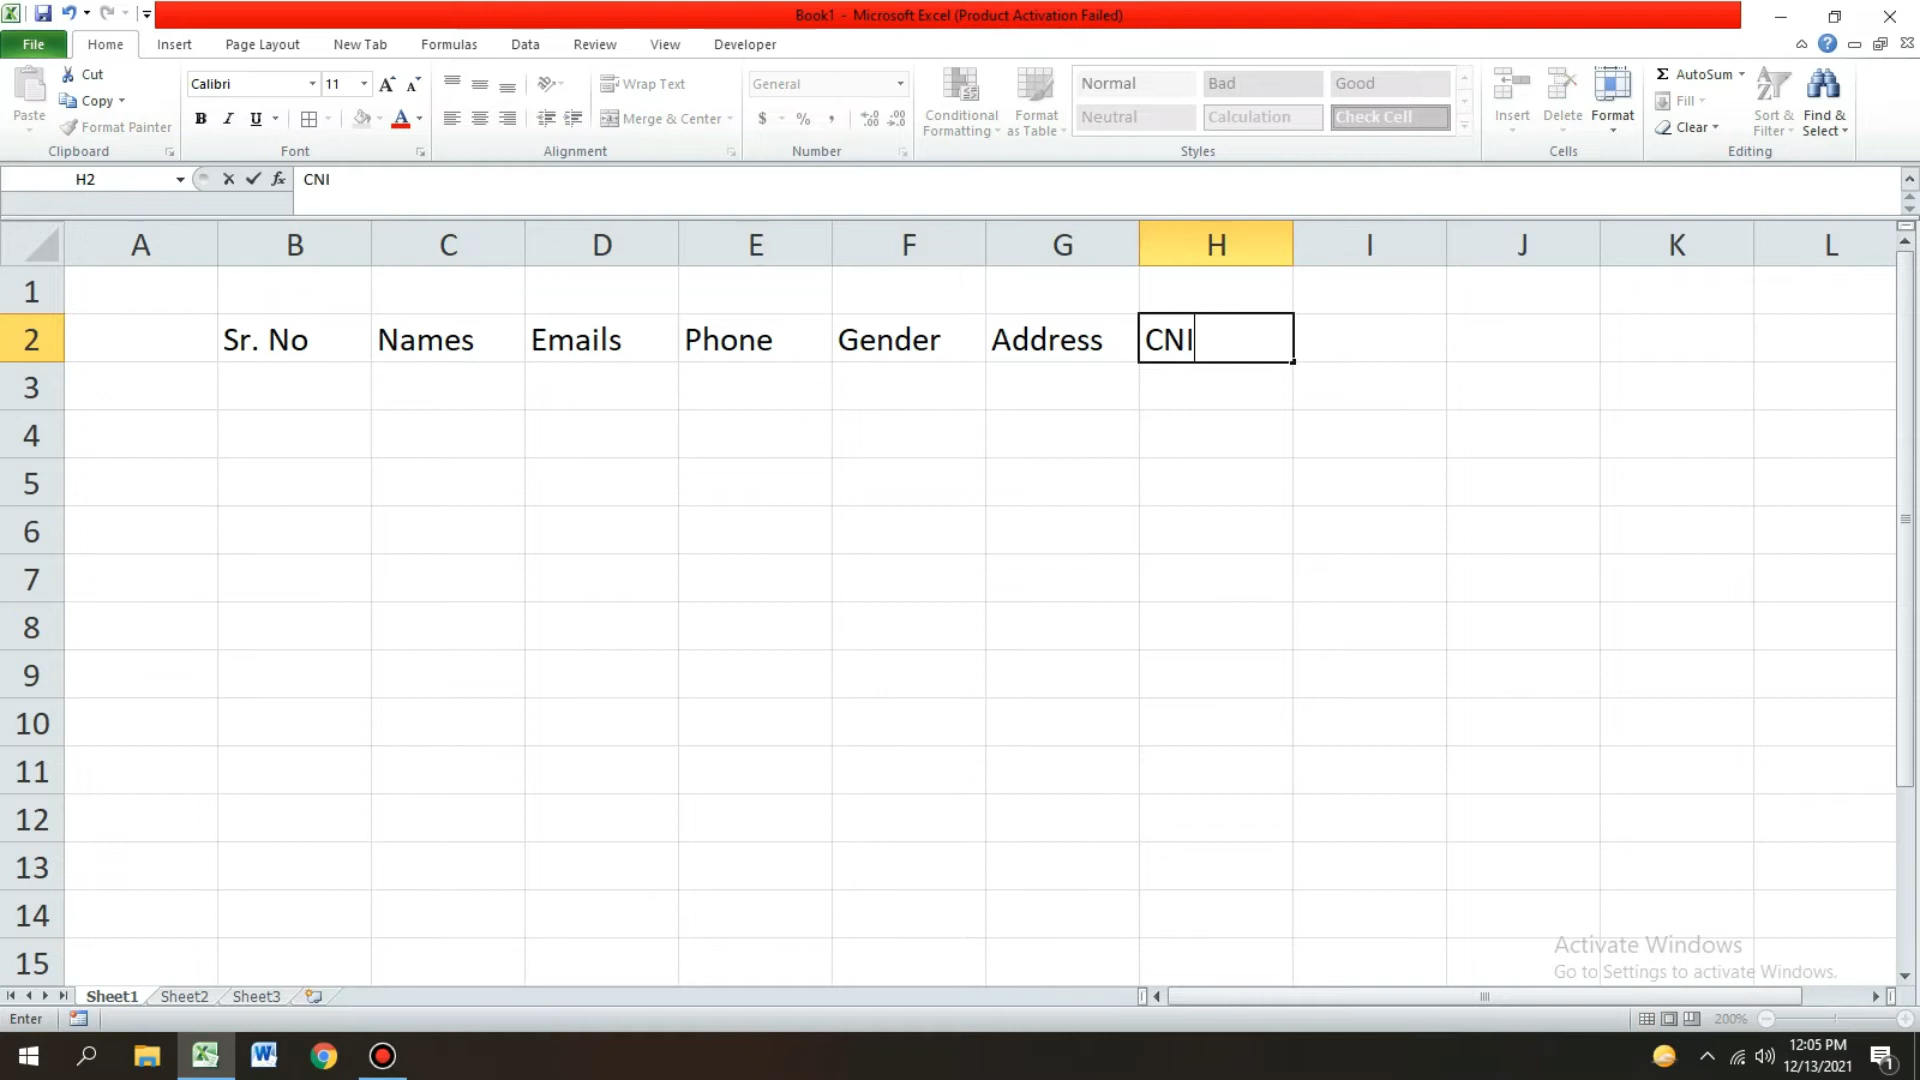 Book1 - Microsoft Excel (Product Activation Failed)
File Home Insert Page Layout New Tab Formulas Data Review View Developer
Paste
Cut
Copy
Format Painter
Clipboard
Calibri 11
B I U
Font
Wrap Text
Merge & Center
Alignment
General
$ % ,
Number
Conditional Formatting
Format as Table
Normal Bad Good
Neutral Calculation Check Cell
Styles
Insert Delete Format
Cells
Σ AutoSum
Fill
Clear
Sort & Filter
Find & Select
Editing
H2 fx CNI
A B C D E F G H I J K L
1
2 Sr. No Names Emails Phone Gender Address CNI
3
4
5
6
7
8
9
10
11
12
13
14
15
Activate Windows
Go to Settings to activate Windows.
Sheet1 Sheet2 Sheet3
Enter 200%
12:05 PM
12/13/2021
1